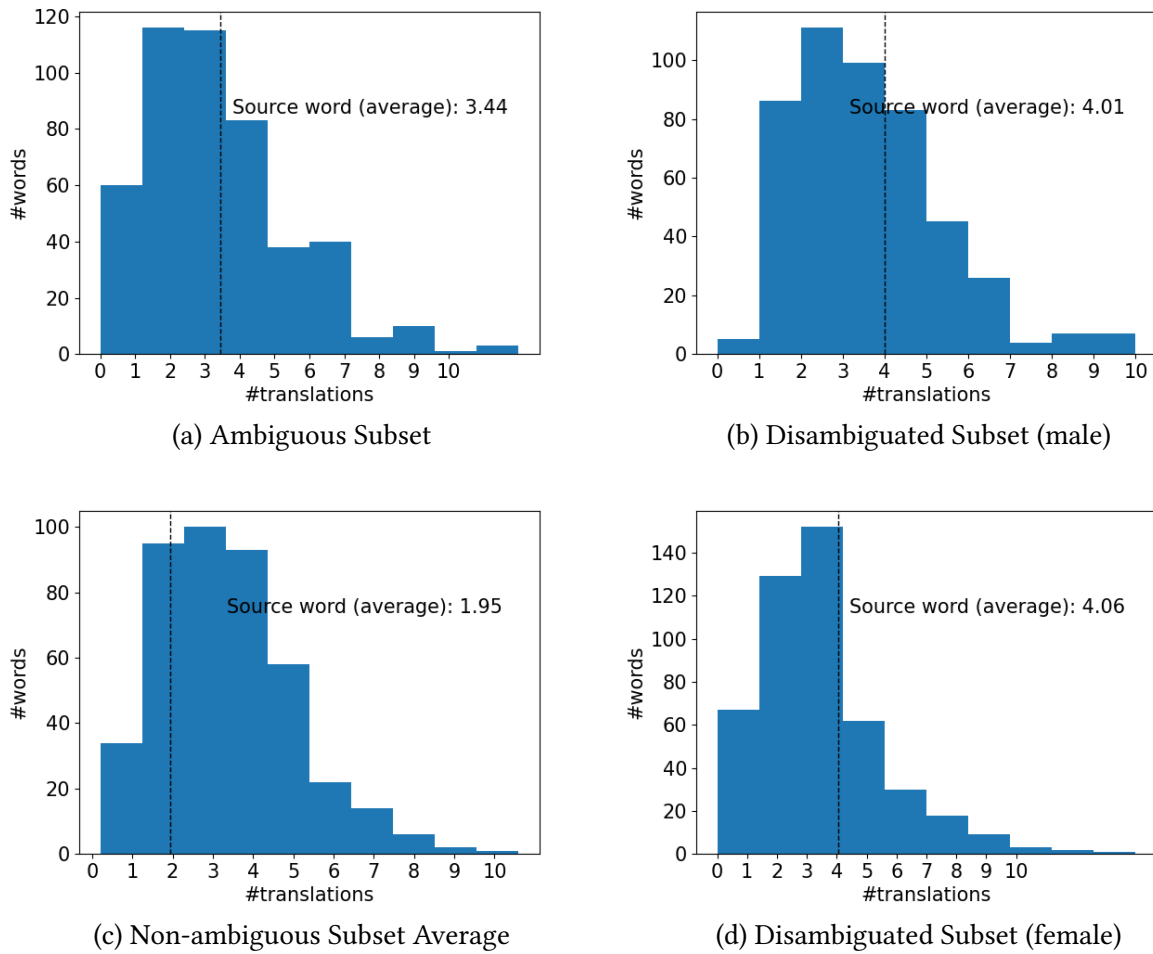 120
100
80
60
40
20
0
#words
Source word (average): 3.44
0 1 2 3 4 5 6 7 8 9 10
#translations
(a) Ambiguous Subset
100
80
60
40
20
0
#words
Source word (average): 4.01
0 1 2 3 4 5 6 7 8 9 10
#translations
(b) Disambiguated Subset (male)
100
80
60
40
20
0
#words
Source word (average): 1.95
0 1 2 3 4 5 6 7 8 9 10
#translations
(c) Non-ambiguous Subset Average
140
120
100
80
60
40
20
0
#words
Source word (average): 4.06
0 1 2 3 4 5 6 7 8 9 10
#translations
(d) Disambiguated Subset (female)